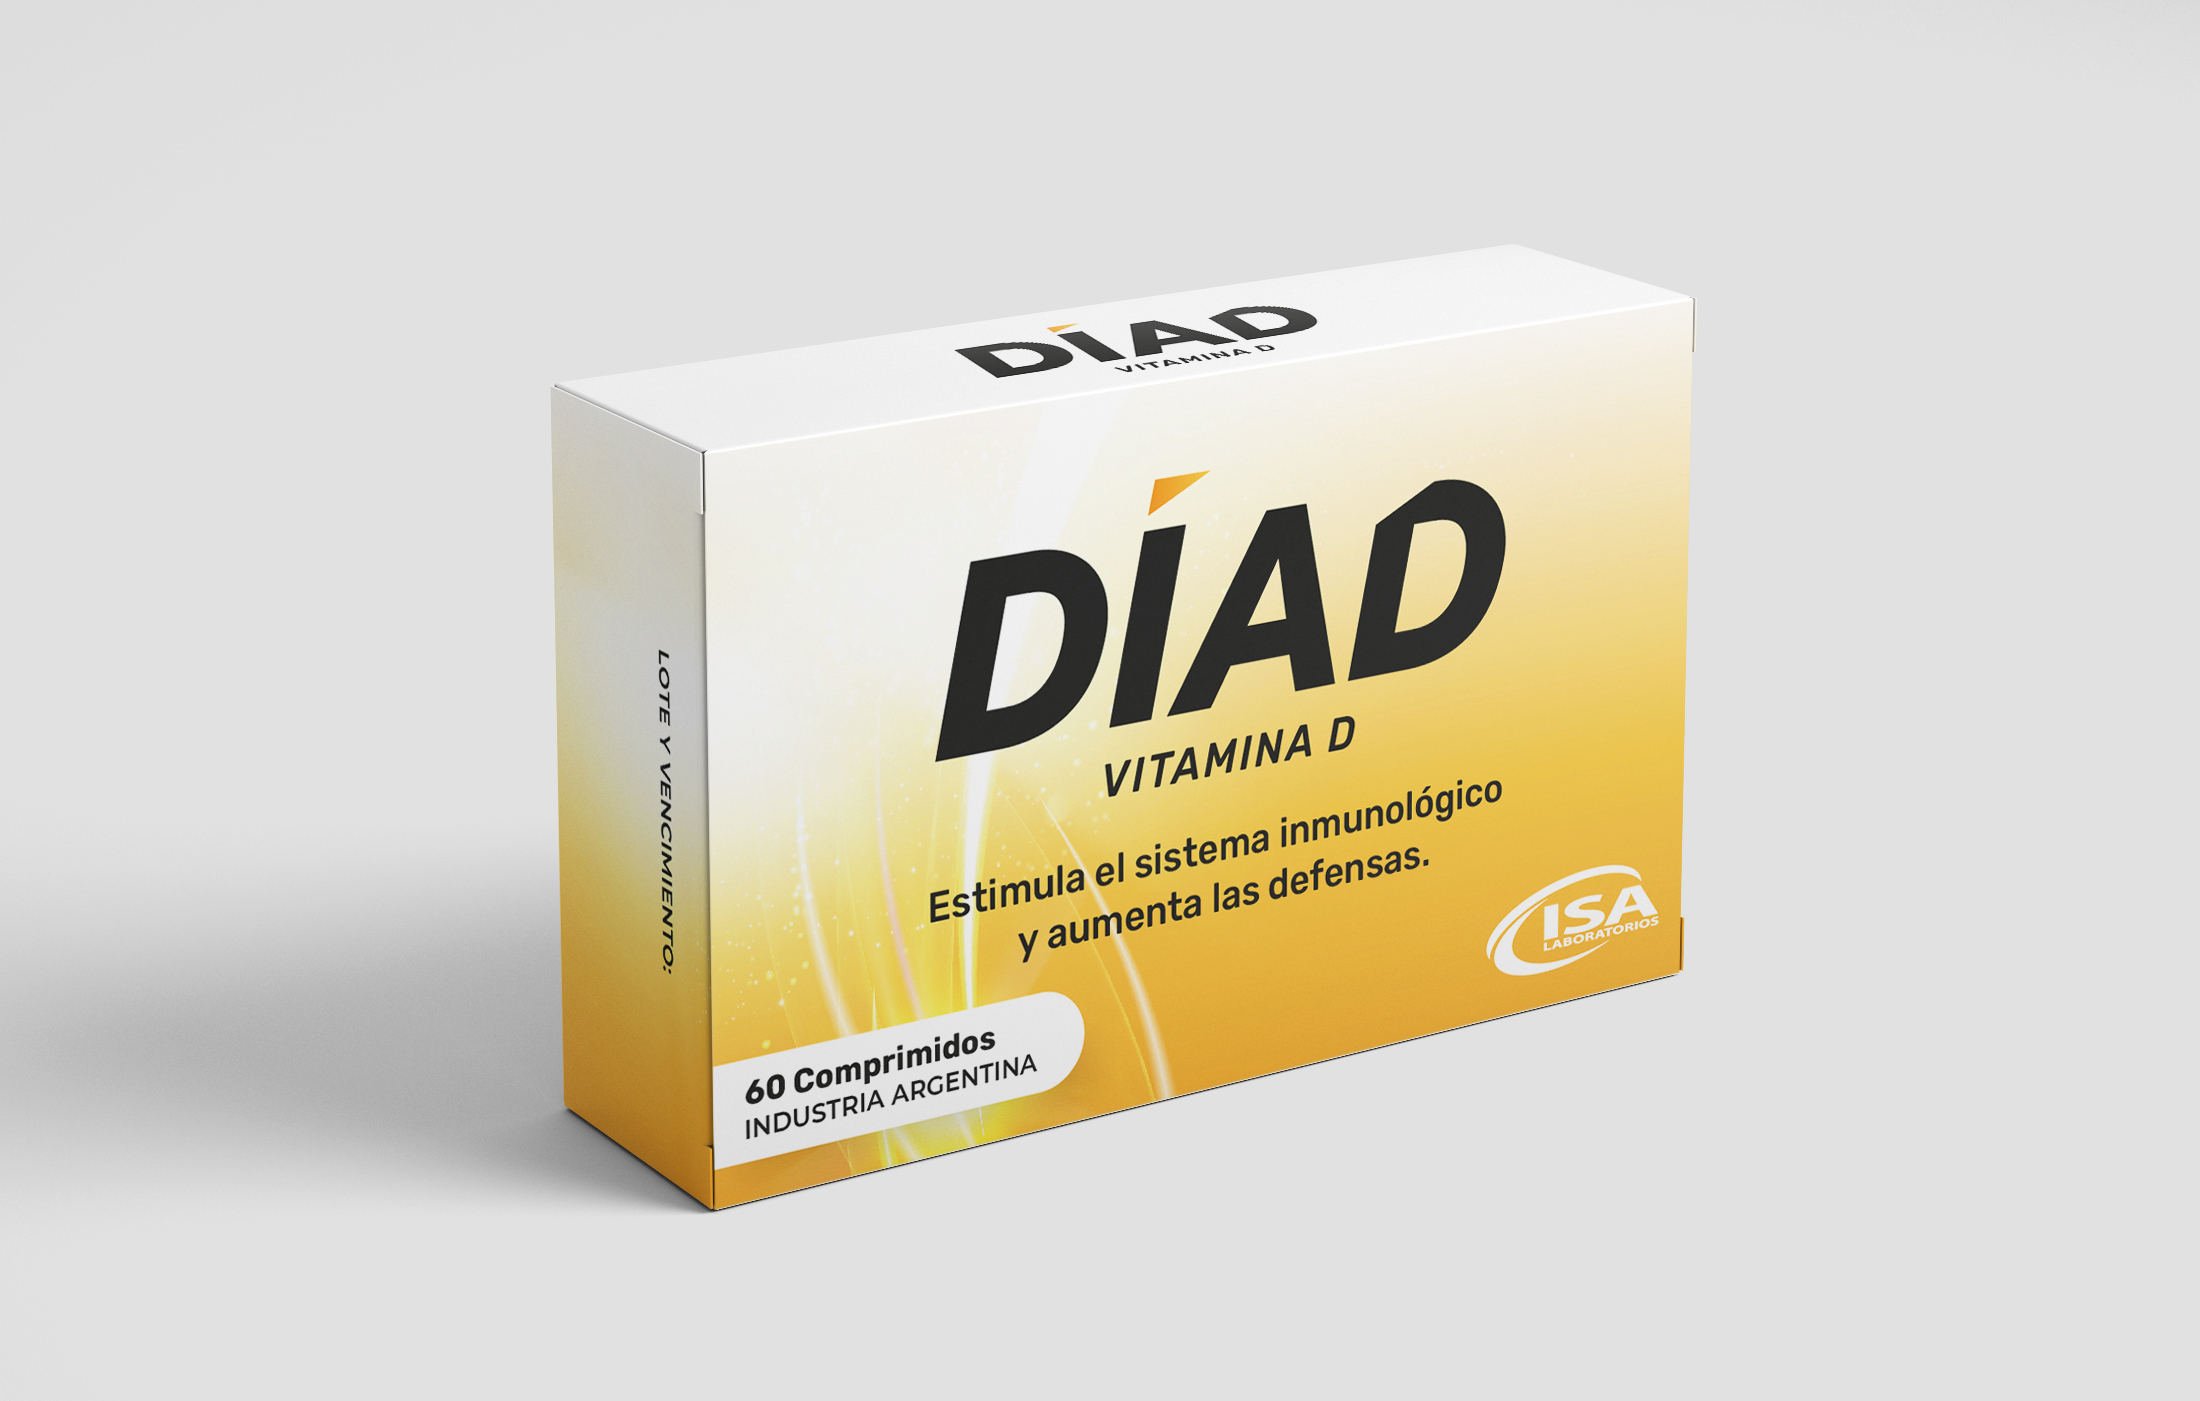 DÍAD
VITAMINA D
DÍAD
VITAMINA D
Estimula el sistema inmunológico
y aumenta las defensas.
ISA
LABORATORIOS
60 Comprimidos
INDUSTRIA ARGENTINA
LOTE Y VENCIMIENTO: